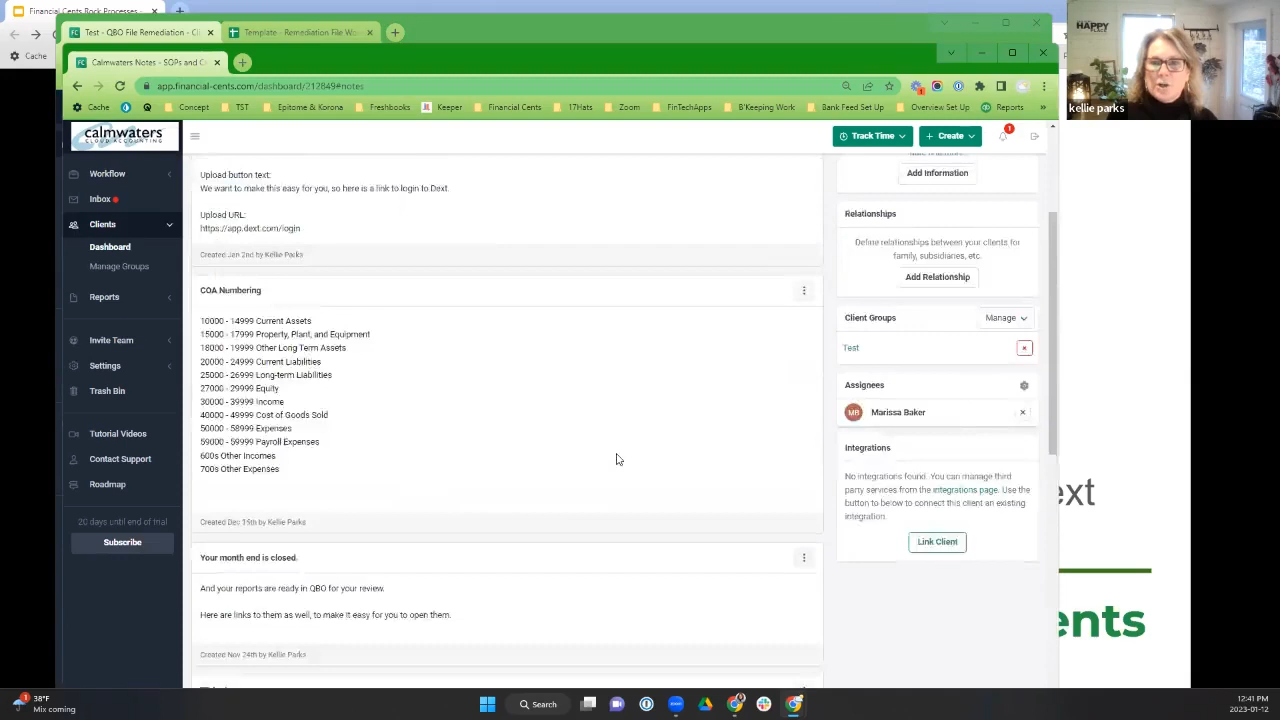 Financial Cents Parks Rocks -
Cache
Test - QBO File Remediation - Cli
Template - Remediation File Wo
Calmwaters Notes - SOPs and C
app.financial-cents.com/dashboard/212849#notes
Cache
Concept
TST
Epitome & Korona
Freshbooks
Keeper
Financial Cents
17Hats
Zoom
FinTechApps
B'Keeping Work
Bank Feed Set Up
Overview Set Up
Reports
»
HAPPY
kellie parks
calmwaters
CLOUD ACCOUNTING
Track Time
+ Create
1
Workflow
Inbox
Clients
Dashboard
Manage Groups
Reports
Invite Team
Settings
Trash Bin
Tutorial Videos
Contact Support
Roadmap
20 days until end of trial
Subscribe
Upload button text:
We want to make this easy for you, so here is a link to login to Dext.
Upload URL:
https://app.dext.com/login
Created Jan 2nd by Kellie Parks
COA Numbering
10000 - 14999 Current Assets
15000 - 17999 Property, Plant, and Equipment
18000 - 19999 Other Long Term Assets
20000 - 24999 Current Liabilities
25000 - 26999 Long-term Liabilities
27000 - 29999 Equity
30000 - 39999 Income
40000 - 49999 Cost of Goods Sold
50000 - 58999 Expenses
59000 - 59999 Payroll Expenses
600s Other Incomes
700s Other Expenses
Created Dec 15th by Kellie Parks
Your month end is closed.
And your reports are ready in QBO for your review.
Here are links to them as well, to make it easy for you to open them.
Created Nov 24th by Kellie Parks
Add Information
Relationships
Define relationships between your clients for
family, subsidiaries, etc.
Add Relationship
Client Groups
Manage
Test
Assignees
MB
Marissa Baker
Integrations
No integrations found. You can manage third
party services from the integrations page. Use the
button to below to connect this client an existing
integration.
Link Client
ext
ents
1
38°F
Mix coming
Search
12:41 PM
2023-01-12